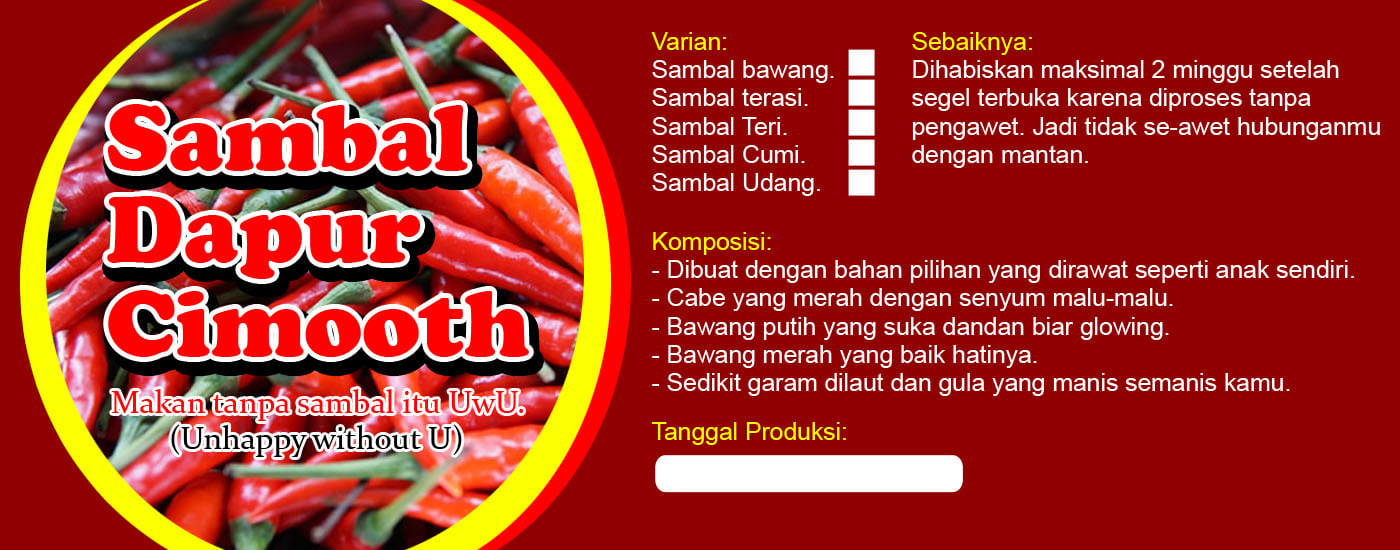 Sambal
Dapur
Cimooth
Makan tanpa sambal itu UwU.
(Unhappy without U)
Varian:
Sambal bawang.
Sambal terasi.
Sambal Teri.
Sambal Cumi.
Sambal Udang.
Sebaiknya:
Dihabiskan maksimal 2 minggu setelah
segel terbuka karena diproses tanpa
pengawet. Jadi tidak se-awet hubunganmu
dengan mantan.
Komposisi:
- Dibuat dengan bahan pilihan yang dirawat seperti anak sendiri.
- Cabe yang merah dengan senyum malu-malu.
- Bawang putih yang suka dandan biar glowing.
- Bawang merah yang baik hatinya.
- Sedikit garam dilaut dan gula yang manis semanis kamu.
Tanggal Produksi: